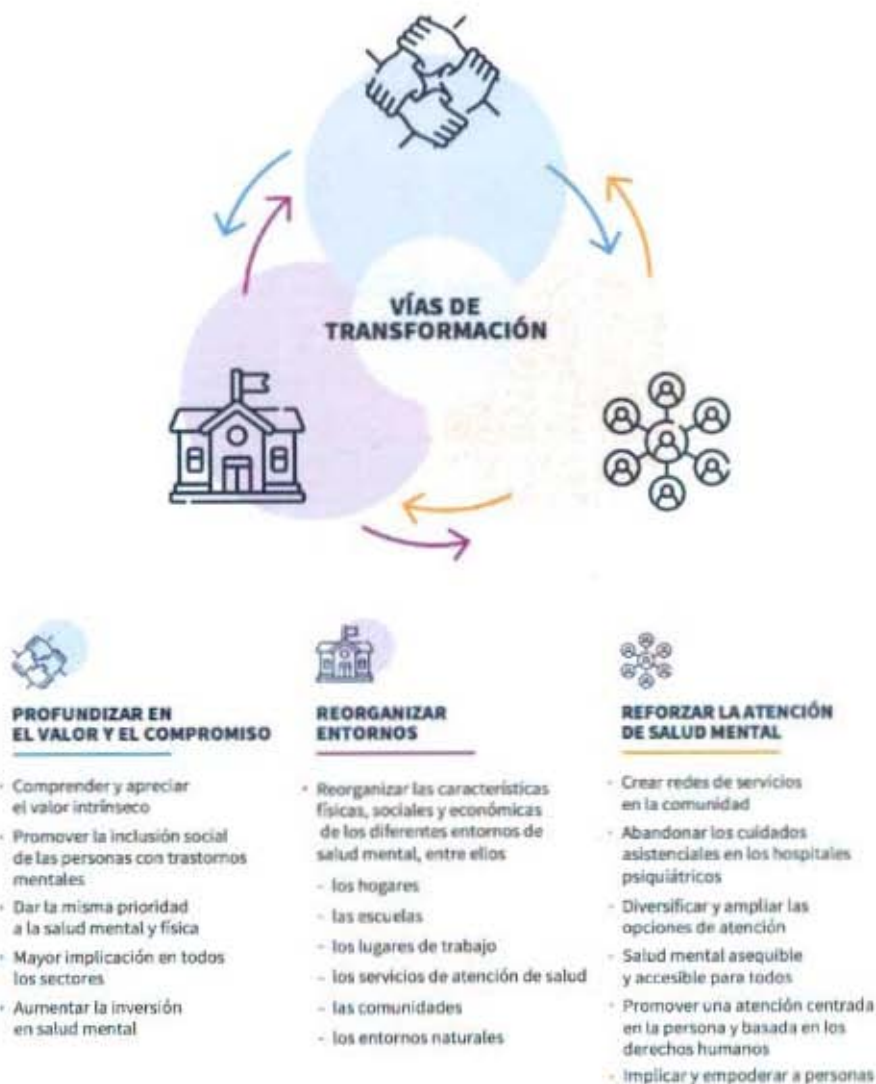 VÍAS DE
TRANSFORMACIÓN
PROFUNDIZAR EN
EL VALOR Y EL COMPROMISO
· Comprender y apreciar
el valor intrínseco
· Promover la inclusión social
de las personas con trastornos
mentales
· Dar la misma prioridad
a la salud mental y física
· Mayor implicación en todos
los sectores
· Aumentar la inversión
en salud mental
REORGANIZAR
ENTORNOS
· Reorganizar las características
físicas, sociales y económicas
de los diferentes entornos de
salud mental, entre ellos
- los hogares
- las escuelas
- los lugares de trabajo
- los servicios de atención de salud
- las comunidades
- los entornos naturales
REFORZAR LA ATENCIÓN
DE SALUD MENTAL
· Crear redes de servicios
en la comunidad
· Abandonar los cuidados
asistenciales en los hospitales
psiquiátricos
· Diversificar y ampliar las
opciones de atención
· Salud mental asequible
y accesible para todos
· Promover una atención centrada
en la persona y basada en los
derechos humanos
· Implicar y empoderar a personas